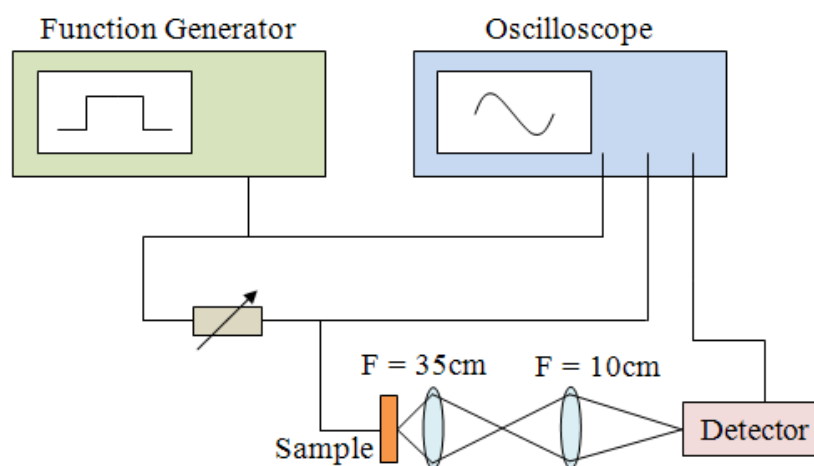 Function Generator
Oscilloscope
F = 35cm
F = 10cm
Sample
Detector